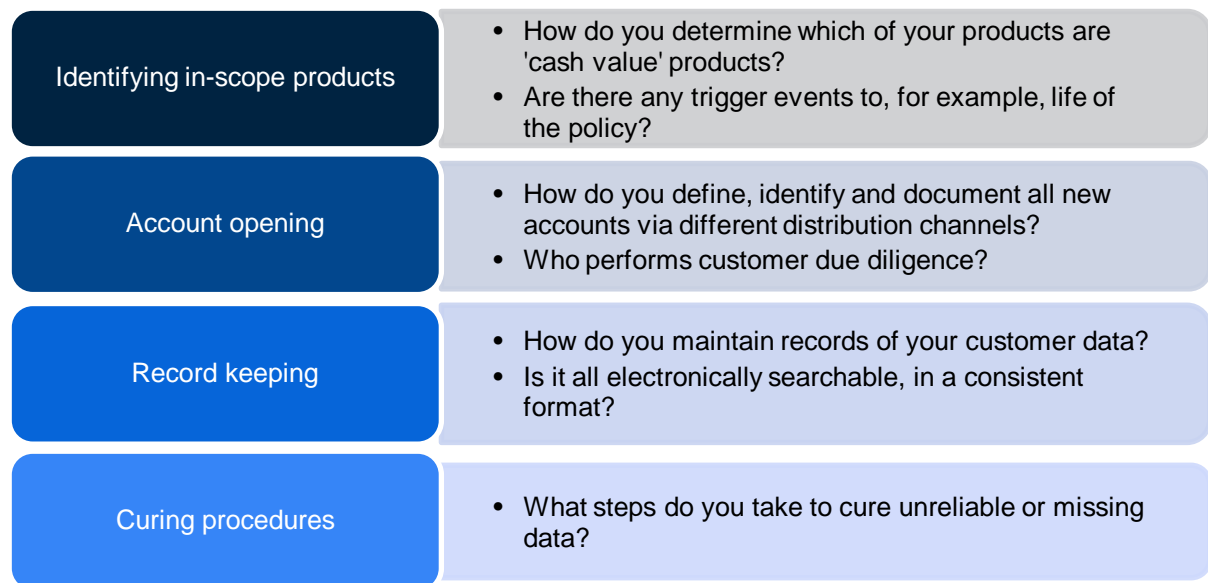 Identifying in-scope products
• How do you determine which of your products are
'cash value' products?
• Are there any trigger events to, for example, life of
the policy?
Account opening
• How do you define, identify and document all new
accounts via different distribution channels?
• Who performs customer due diligence?
Record keeping
• How do you maintain records of your customer data?
• Is it all electronically searchable, in a consistent
format?
Curing procedures
• What steps do you take to cure unreliable or missing
data?